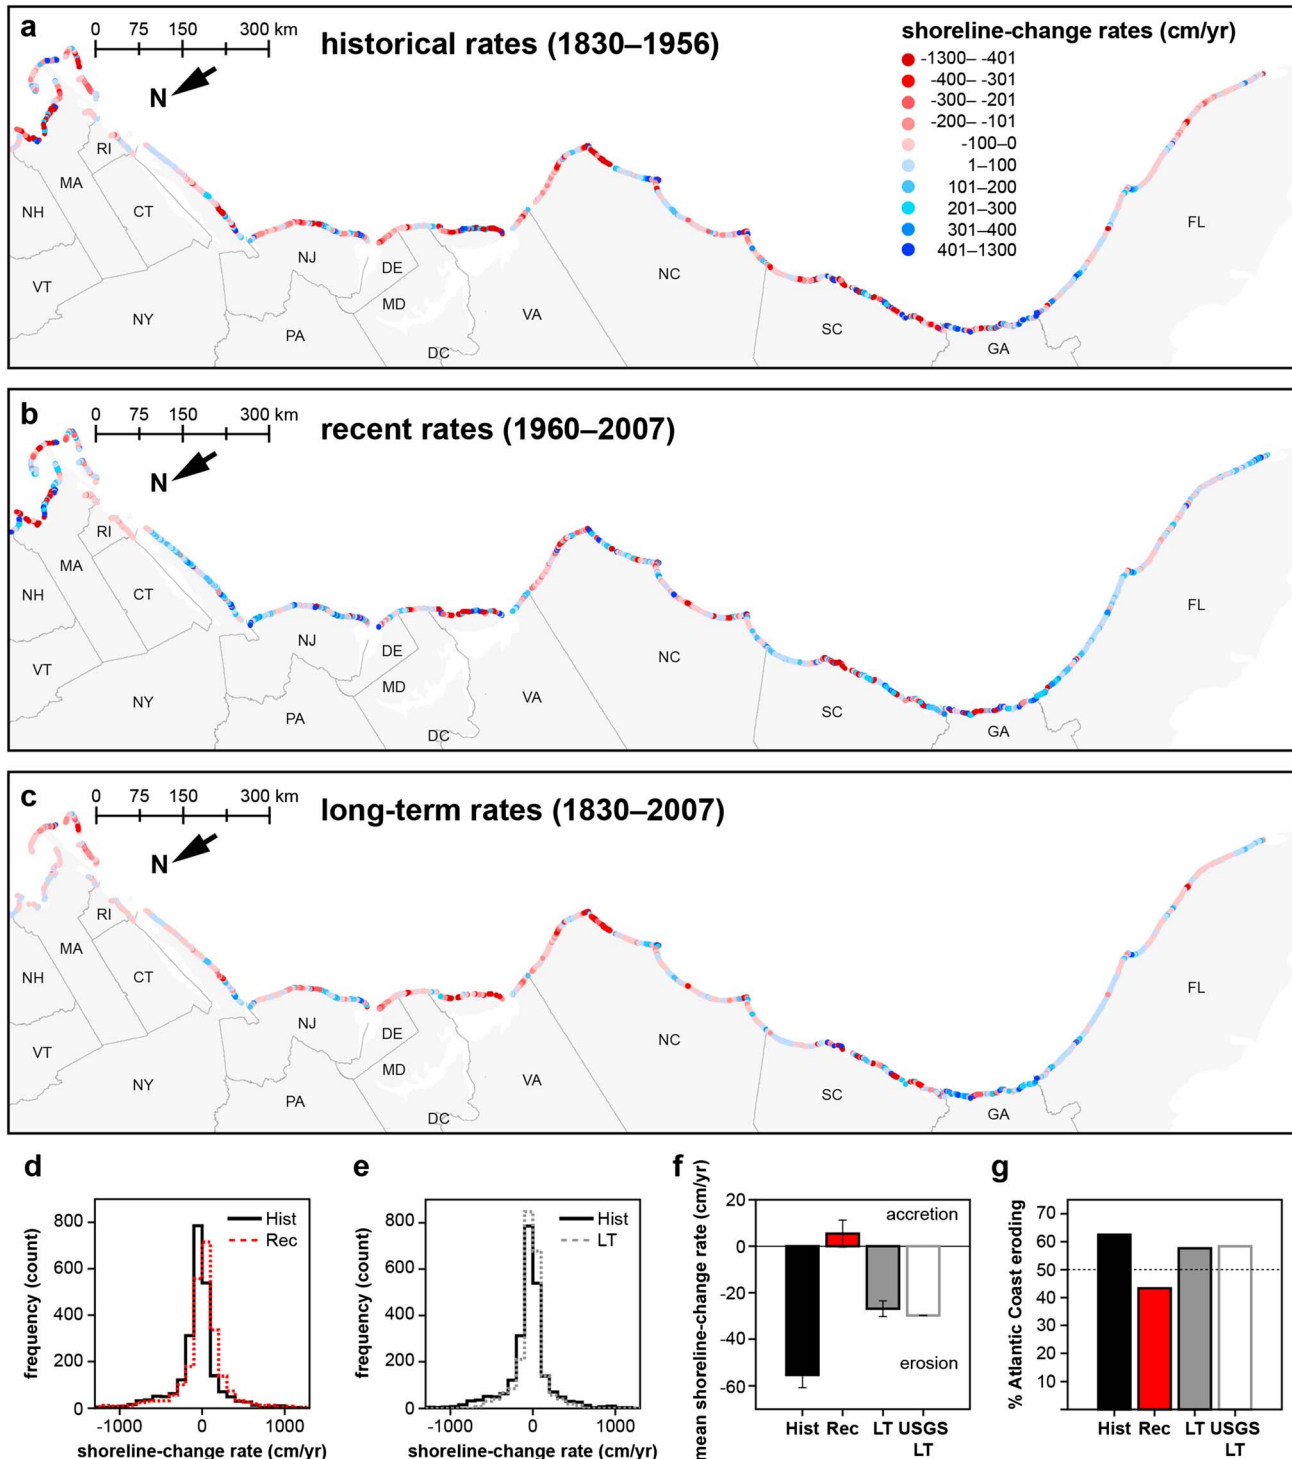 a
0 75 150 300 km
historical rates (1830–1956)
N
shoreline-change rates (cm/yr)
-1300– -401
-400– -301
-300– -201
-200– -101
-100–0
1–100
101–200
201–300
301–400
401–1300
RI
MA
NH
CT
VT
NY
NJ
PA
DE
MD
DC
VA
NC
SC
GA
FL
b
0 75 150 300 km
recent rates (1960–2007)
N
RI
MA
NH
CT
VT
NY
NJ
PA
DE
MD
DC
VA
NC
SC
GA
FL
c
0 75 150 300 km
long-term rates (1830–2007)
N
RI
MA
NH
CT
VT
NY
NJ
PA
DE
MD
DC
VA
NC
SC
GA
FL
d
frequency (count)
800
600
400
200
0
Hist
Rec
-1000 0 1000
shoreline-change rate (cm/yr)
e
frequency (count)
800
600
400
200
0
Hist
LT
-1000 0 1000
shoreline-change rate (cm/yr)
f
mean shoreline-change rate (cm/yr)
20
0
-20
-40
-60
accretion
erosion
Hist Rec LT USGS
LT
g
% Atlantic Coast eroding
70
60
50
40
30
20
10
Hist Rec LT USGS
LT